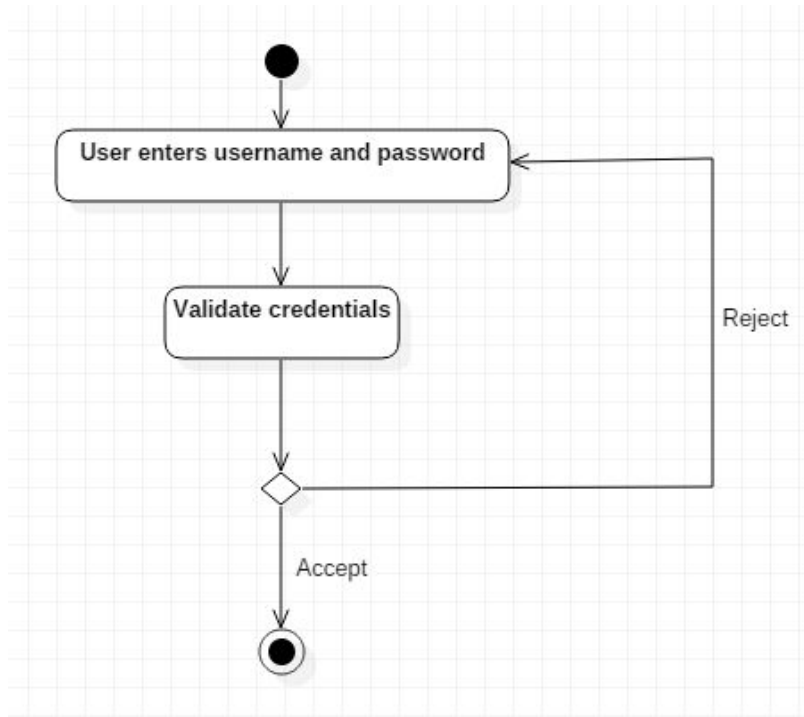 User enters username and password
Validate credentials
Reject
Accept